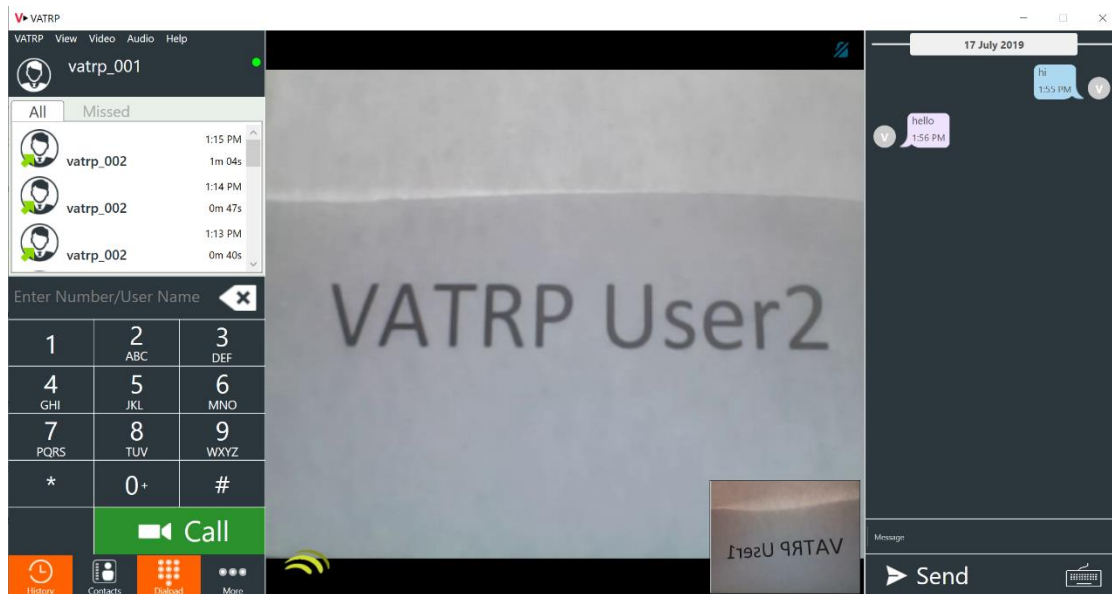 VATRP
VATRP View Video Audio Help
vatrp_001
All Missed
1:15 PM
vatrp_002 1m 04s
1:14 PM
vatrp_002 0m 47s
1:13 PM
vatrp_002 0m 40s
Enter Number/User Name
1 2 3
ABC DEF
4 5 6
GHI JKL MNO
7 8 9
PQRS TUV WXYZ
* 0+ #
Call
History Contacts Dialpad More
VATRP User2
VATRP User1
17 July 2019
hi
1:55 PM
V
hello
V
1:56 PM
Message
Send